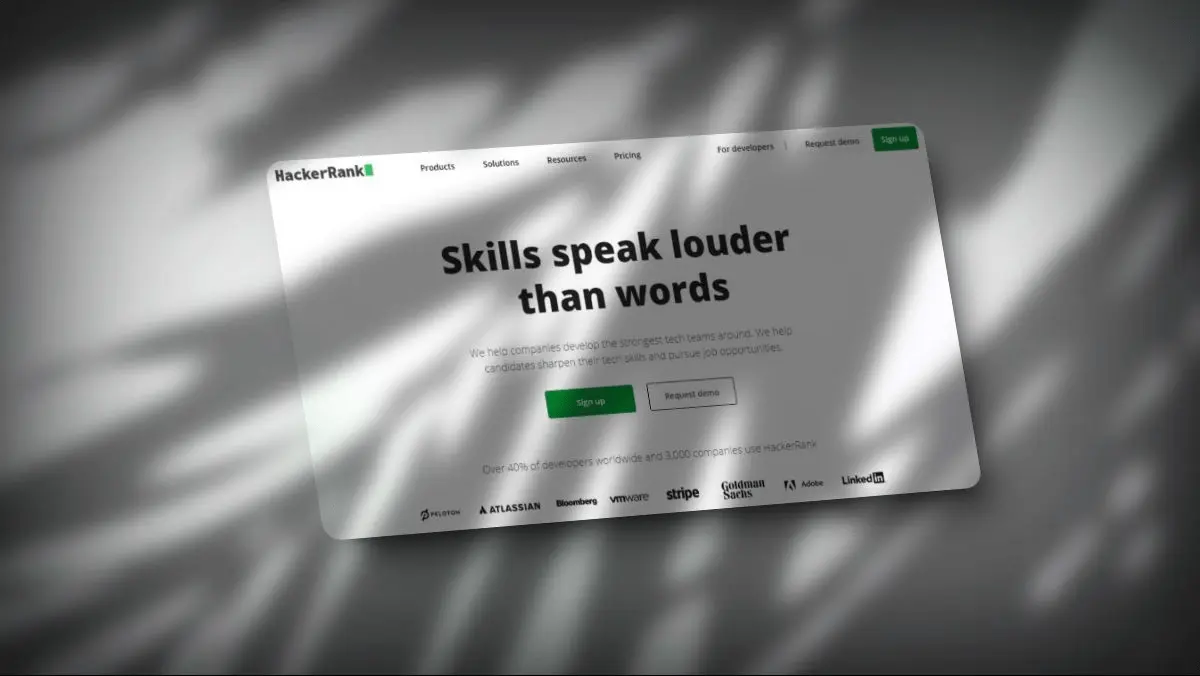 HackerRank
Products Solutions Resources Pricing For developers | Request demo Sign up
Skills speak louder
than words
We help companies develop the strongest tech teams around. We help
candidates sharpen their tech skills and pursue job opportunities.
Sign up Request demo
Over 40% of developers worldwide and 3,000 companies use HackerRank
PELOTON ATLASSIAN Bloomberg vmware stripe Goldman Sachs Adobe LinkedIn